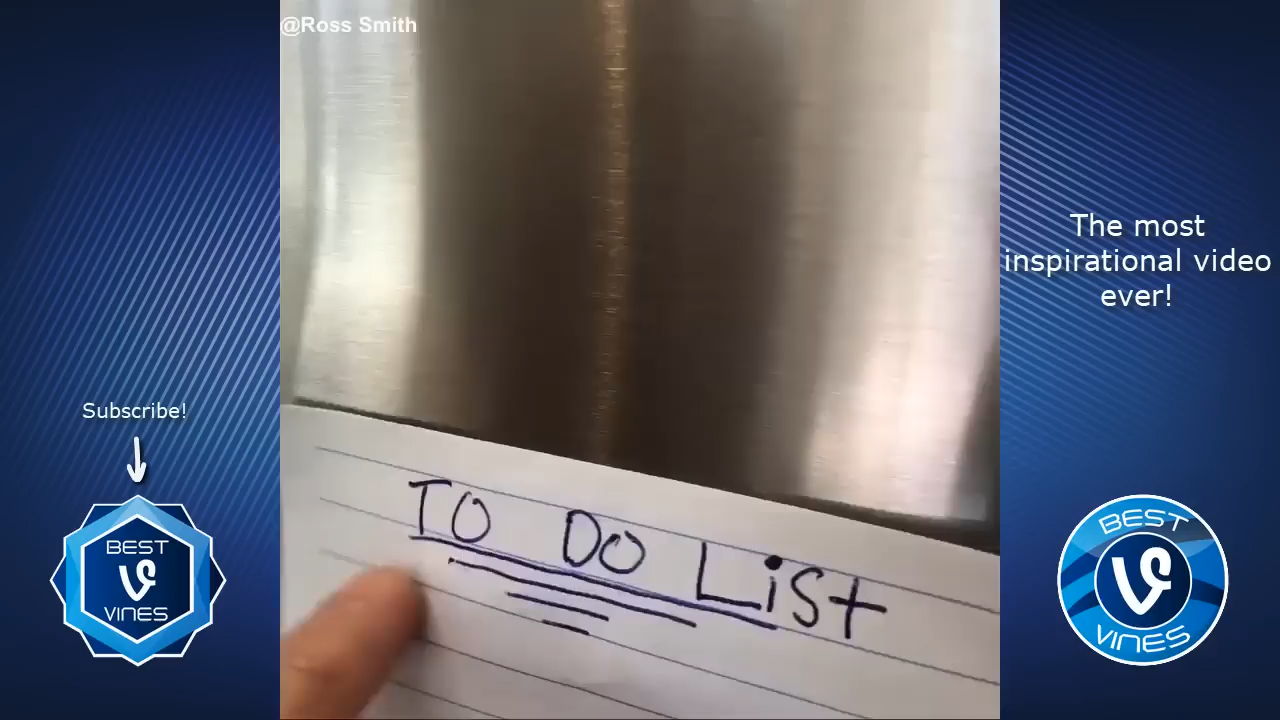 @Ross Smith
The most
inspirational video
ever!
Subscribe!
BEST
VINES
TO DO LiSt
BEST
VINES